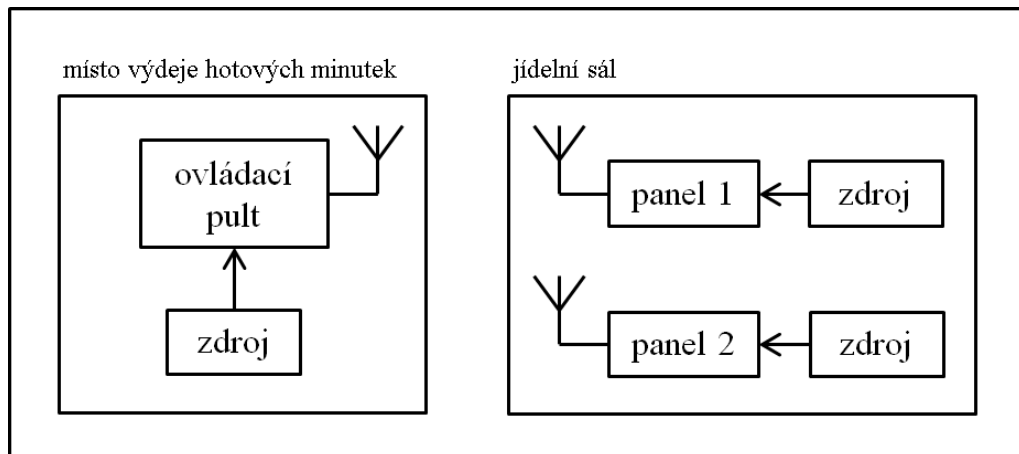 místo výdeje hotových minutek
ovládací
pult
zdroj
jídelní sál
panel 1
zdroj
panel 2
zdroj